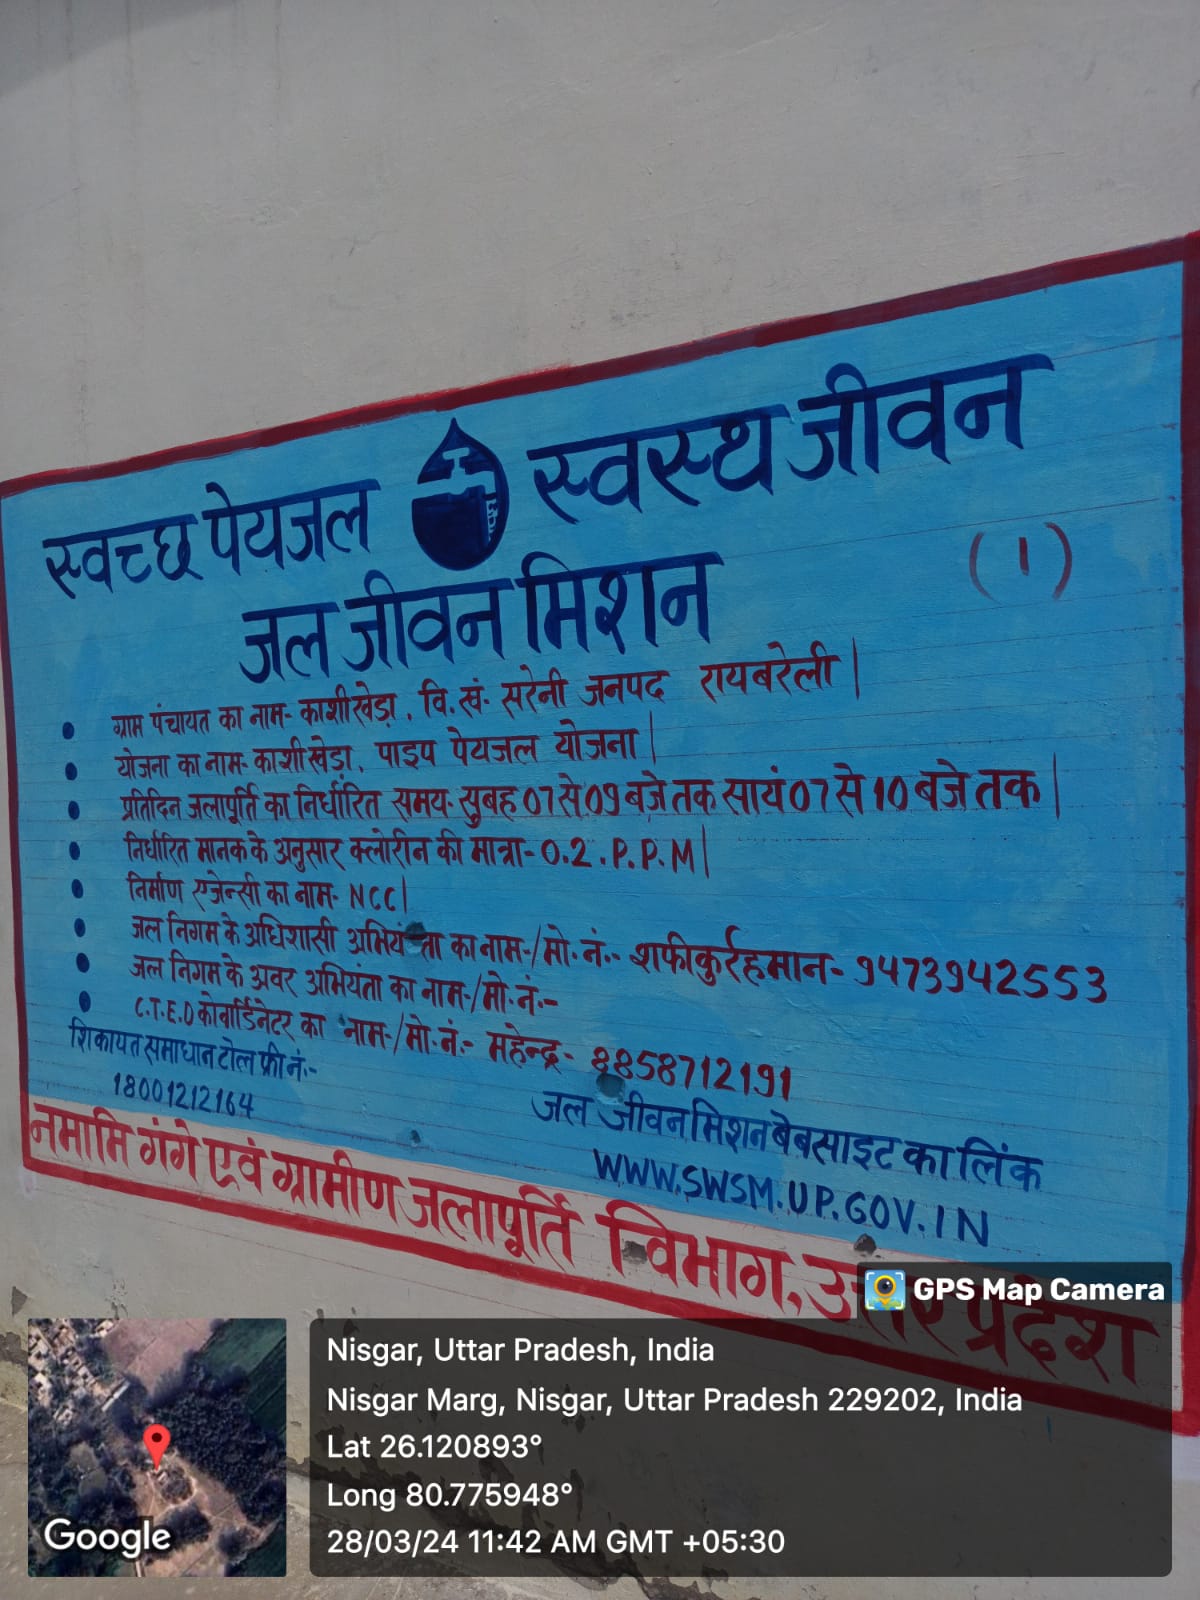 स्वच्छ पेयजल स्वस्थ जीवन
जल जीवन मिशन
(1)
ग्राम पंचायत का नाम- काशीखेड़ा, वि.खं. सरेनी जनपद रायबरेली|
योजना का नाम- काशीखेड़ा, पाइप पेयजल योजना|
प्रतिदिन जलापूर्ति का निर्धारित समय- सुबह 07 से 09 बजे तक सायं 07 से 10 बजे तक|
निर्धारित मानक के अनुसार क्लोरीन की मात्रा- 0.2.P.P.M|
निर्माण एजेन्सी का नाम- NCC|
जल निगम के अधिशासी अभियंता का नाम-/मो.नं.- शफीकुर्रहमान- 9473942553
जल निगम के अवर अभियंता का नाम-/मो.नं.-
C.T.E.D कोवार्डिनेटर का नाम-/मो.नं.- महेन्द्र- 8858712191
शिकायत समाधान टोल फ्री नं:-
18001212164
जल जीवन मिशन बेबसाइट का लिंक
WWW.SWSM.UP.GOV.IN
नमामि गंगे एवं ग्रामीण जलापूर्ति विभाग, उत्तर प्रदेश
GPS Map Camera
Nisgar, Uttar Pradesh, India
Nisgar Marg, Nisgar, Uttar Pradesh 229202, India
Lat 26.120893°
Long 80.775948°
28/03/24 11:42 AM GMT +05:30
Google